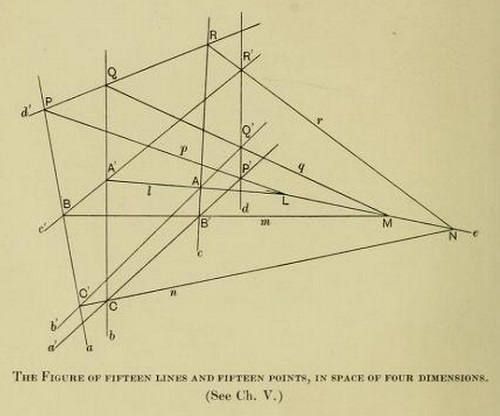 R
P
Q
R'
d'
r
Q'
p
q
A'
P'
l
A
L
B
d
B'
m
M
c'
N
e
c
C'
n
C
b'
b
a'
a
THE FIGURE OF FIFTEEN LINES AND FIFTEEN POINTS, IN SPACE OF FOUR DIMENSIONS.
(See Ch. V.)